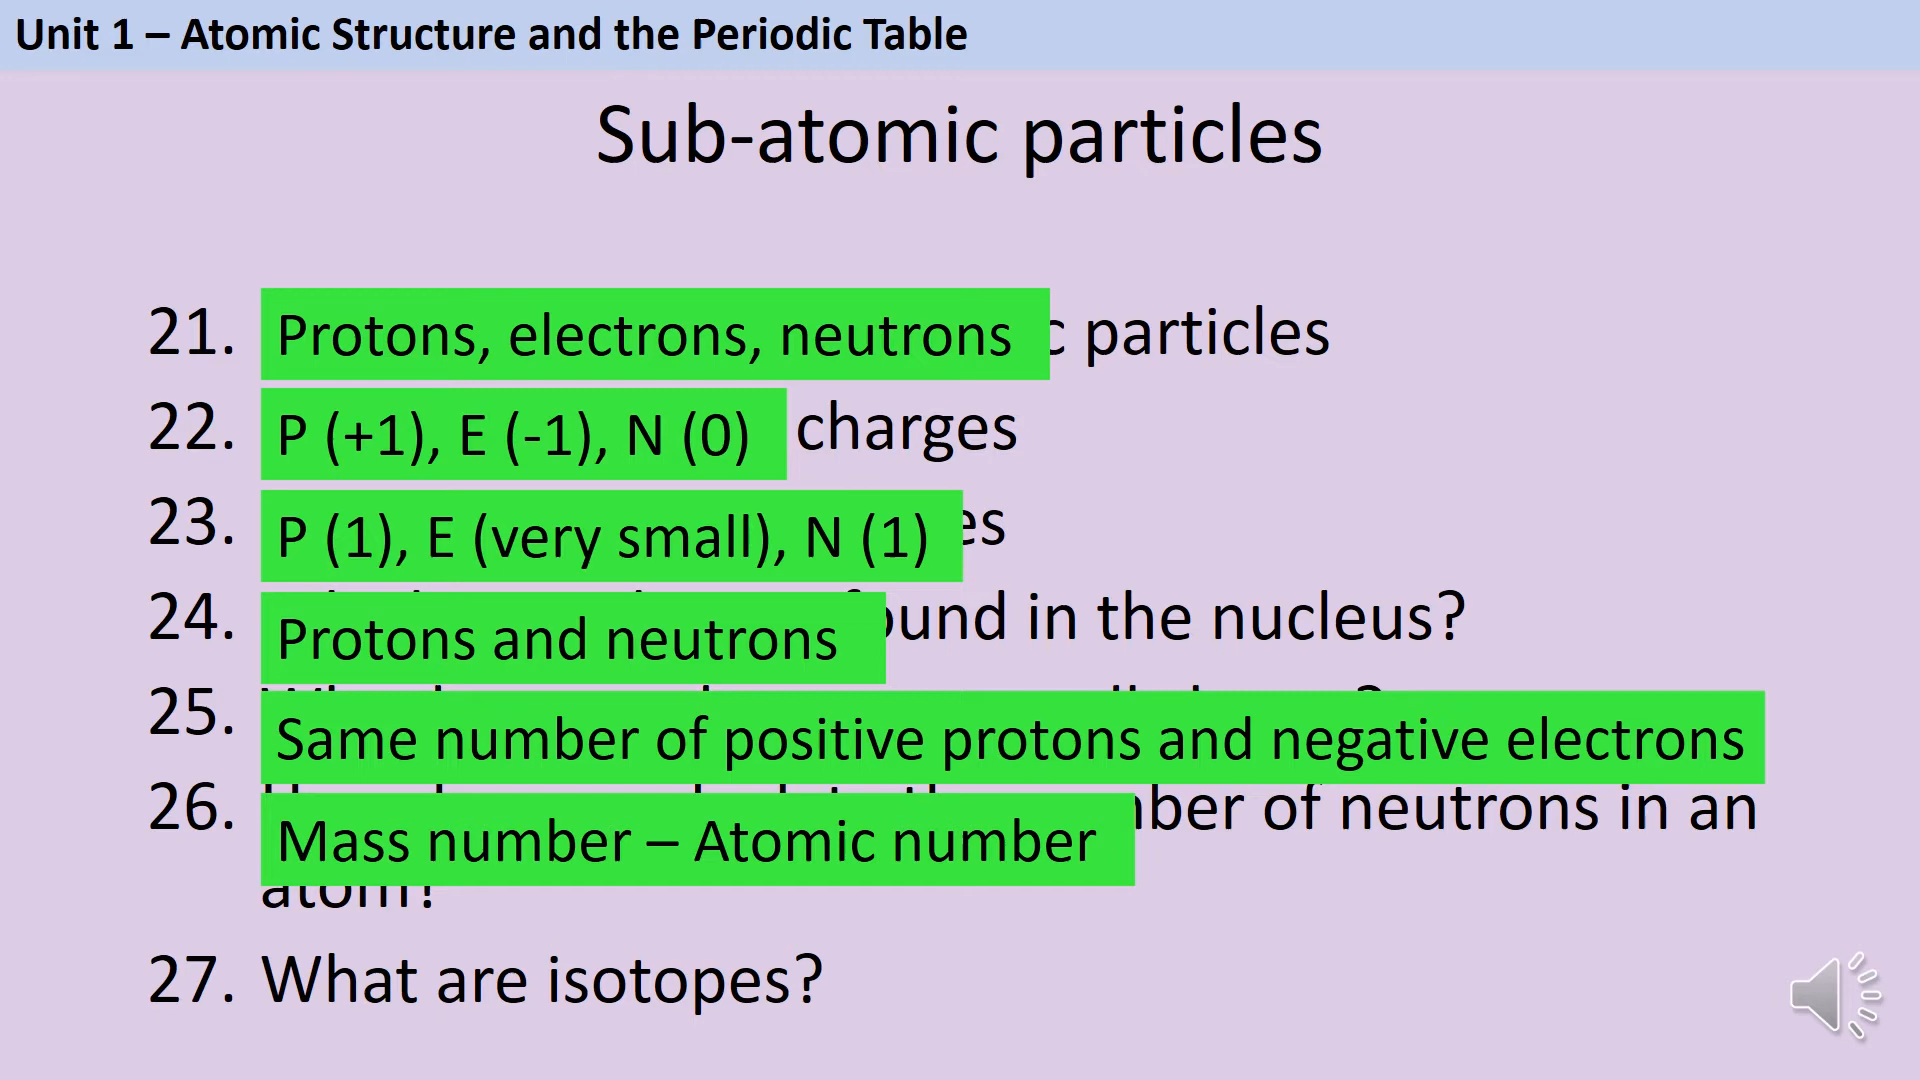 Unit 1 – Atomic Structure and the Periodic Table
Sub-atomic particles
21. Protons, electrons, neutrons particles
22. P (+1), E (-1), N (0) charges
23. P (1), E (very small), N (1)
24. Protons and neutrons found in the nucleus?
25. Same number of positive protons and negative electrons
26. of neutrons in an
Mass number – Atomic number
atom?
27. What are isotopes?